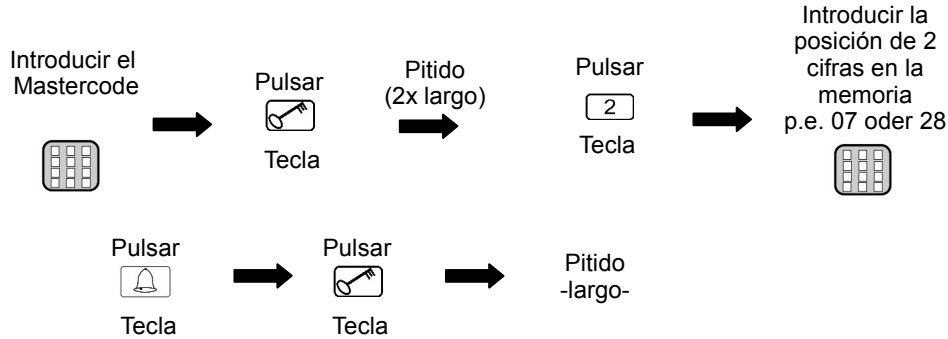 Introducir el
Mastercode
Pulsar
Tecla
Pitido
(2x largo)
Pulsar
2
Tecla
Introducir la
posición de 2
cifras en la
memoria
p.e. 07 oder 28
Pulsar
Tecla
Pulsar
Tecla
Pitido
-largo-